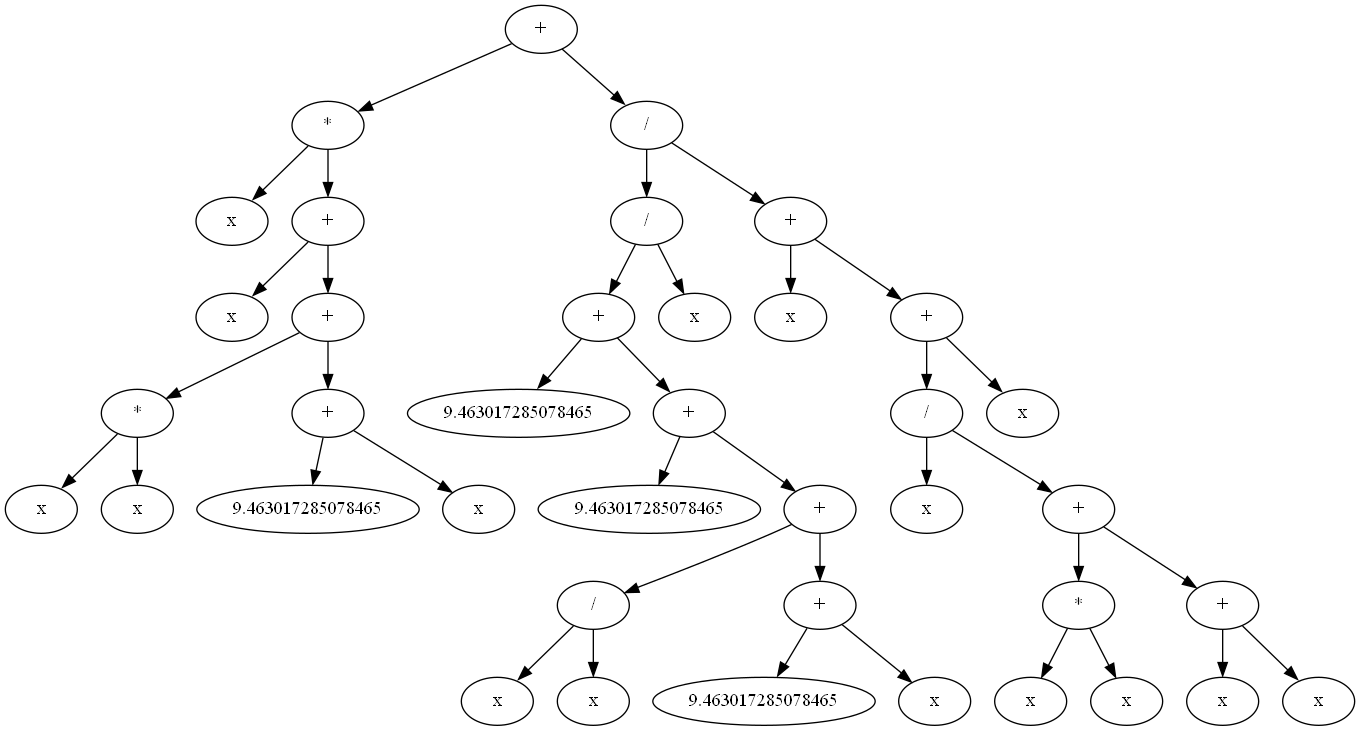 +
* /
x + / +
x + + x x +
* + 9.463017285078465 + / x
x x 9.463017285078465 x 9.463017285078465 + x +
/ + * +
x x 9.463017285078465 x x x x x